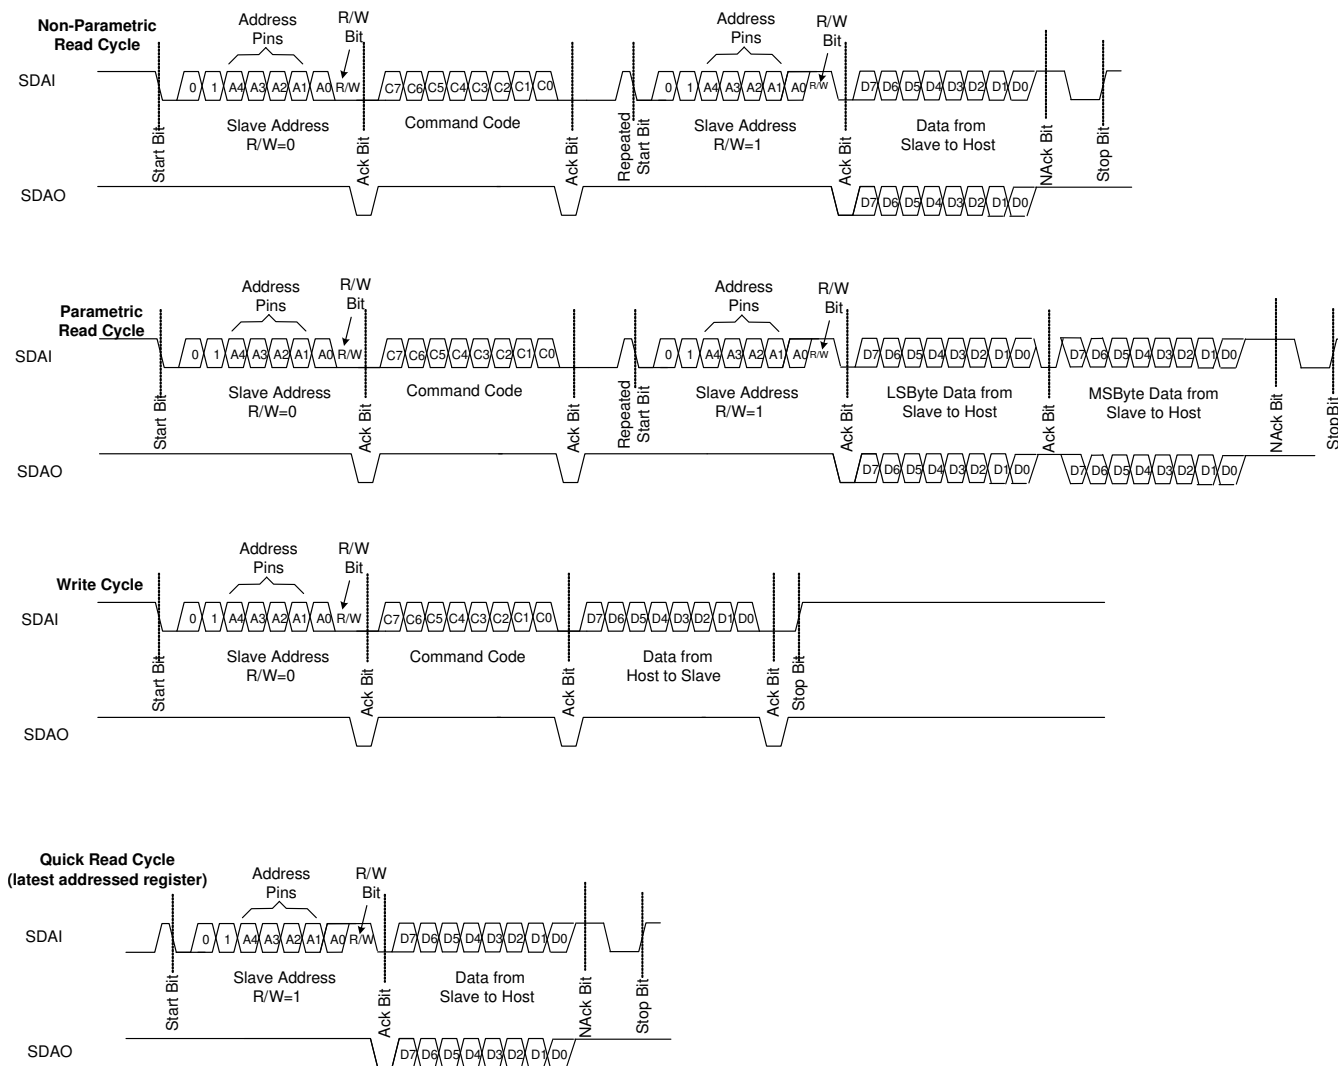 Non-Parametric
Read Cycle
Address
Pins
R/W
Bit
Address
Pins
R/W
Bit
SDAI
0 1 A4 A3 A2 A1 A0 R/W
C7 C6 C5 C4 C3 C2 C1 C0
0 1 A4 A3 A2 A1 A0 R/W
D7 D6 D5 D4 D3 D2 D1 D0
Start Bit
Slave Address
R/W=0
Ack Bit
Command Code
Ack Bit
Repeated
Start Bit
Slave Address
R/W=1
Ack Bit
Data from
Slave to Host
NAck Bit
Stop Bit
SDAO
D7 D6 D5 D4 D3 D2 D1 D0
Parametric
Read Cycle
Address
Pins
R/W
Bit
Address
Pins
R/W
Bit
SDAI
0 1 A4 A3 A2 A1 A0 R/W
C7 C6 C5 C4 C3 C2 C1 C0
0 1 A4 A3 A2 A1 A0 R/W
D7 D6 D5 D4 D3 D2 D1 D0
D7 D6 D5 D4 D3 D2 D1 D0
Start Bit
Slave Address
R/W=0
Ack Bit
Command Code
Ack Bit
Repeated
Start Bit
Slave Address
R/W=1
Ack Bit
LSByte Data from
Slave to Host
Ack Bit
MSByte Data from
Slave to Host
NAck Bit
Stop Bit
SDAO
D7 D6 D5 D4 D3 D2 D1 D0
D7 D6 D5 D4 D3 D2 D1 D0
Write Cycle
Address
Pins
R/W
Bit
SDAI
0 1 A4 A3 A2 A1 A0 R/W
C7 C6 C5 C4 C3 C2 C1 C0
D7 D6 D5 D4 D3 D2 D1 D0
Start Bit
Slave Address
R/W=0
Ack Bit
Command Code
Ack Bit
Data from
Host to Slave
Ack Bit
Stop Bit
SDAO
Quick Read Cycle
(latest addressed register)
Address
Pins
R/W
Bit
SDAI
0 1 A4 A3 A2 A1 A0 R/W
D7 D6 D5 D4 D3 D2 D1 D0
Start Bit
Slave Address
R/W=1
Ack Bit
Data from
Slave to Host
NAck Bit
Stop Bit
SDAO
D7 D6 D5 D4 D3 D2 D1 D0